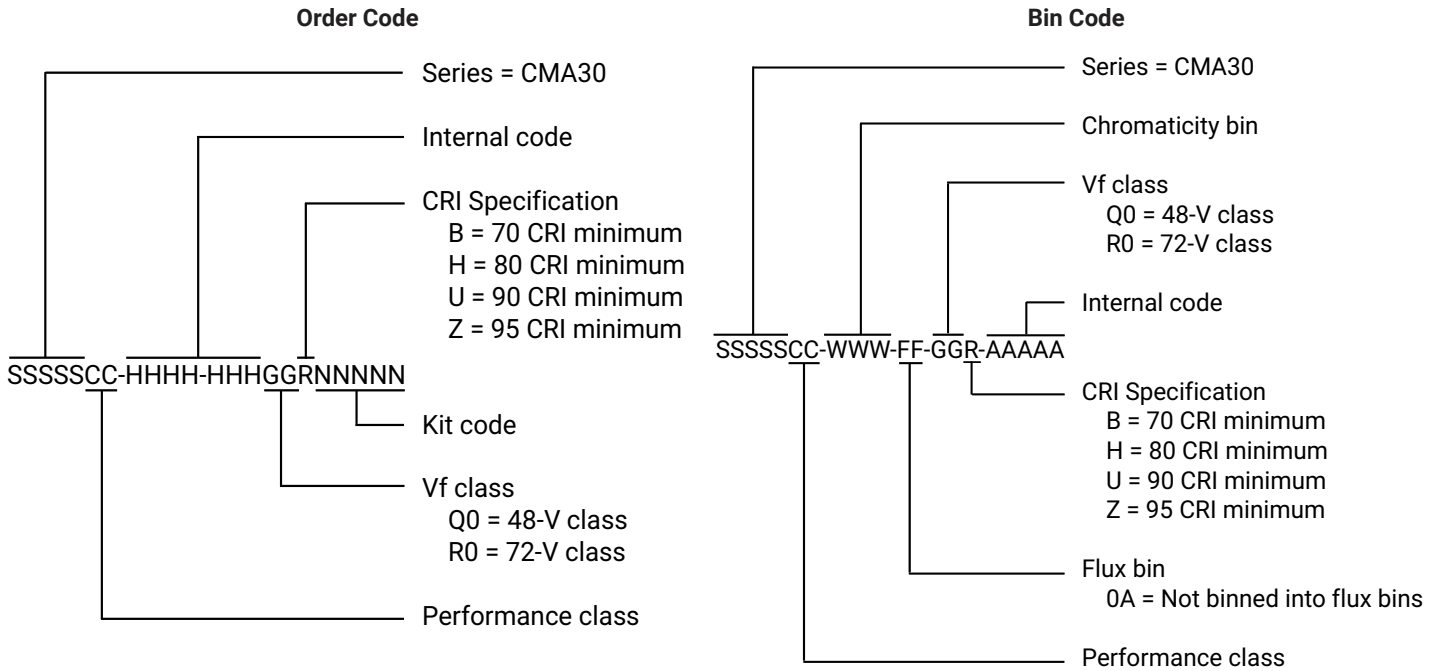 Order Code
Series = CMA30
Internal code
CRI Specification
B = 70 CRI minimum
H = 80 CRI minimum
U = 90 CRI minimum
Z = 95 CRI minimum
SSSSSCC-HHHH-HHHGGRNNNNN
Kit code
Vf class
Q0 = 48-V class
R0 = 72-V class
Performance class
Bin Code
Series = CMA30
Chromaticity bin
Vf class
Q0 = 48-V class
R0 = 72-V class
Internal code
SSSSSCC-WWW-FF-GGR-AAAAA
CRI Specification
B = 70 CRI minimum
H = 80 CRI minimum
U = 90 CRI minimum
Z = 95 CRI minimum
Flux bin
0A = Not binned into flux bins
Performance class